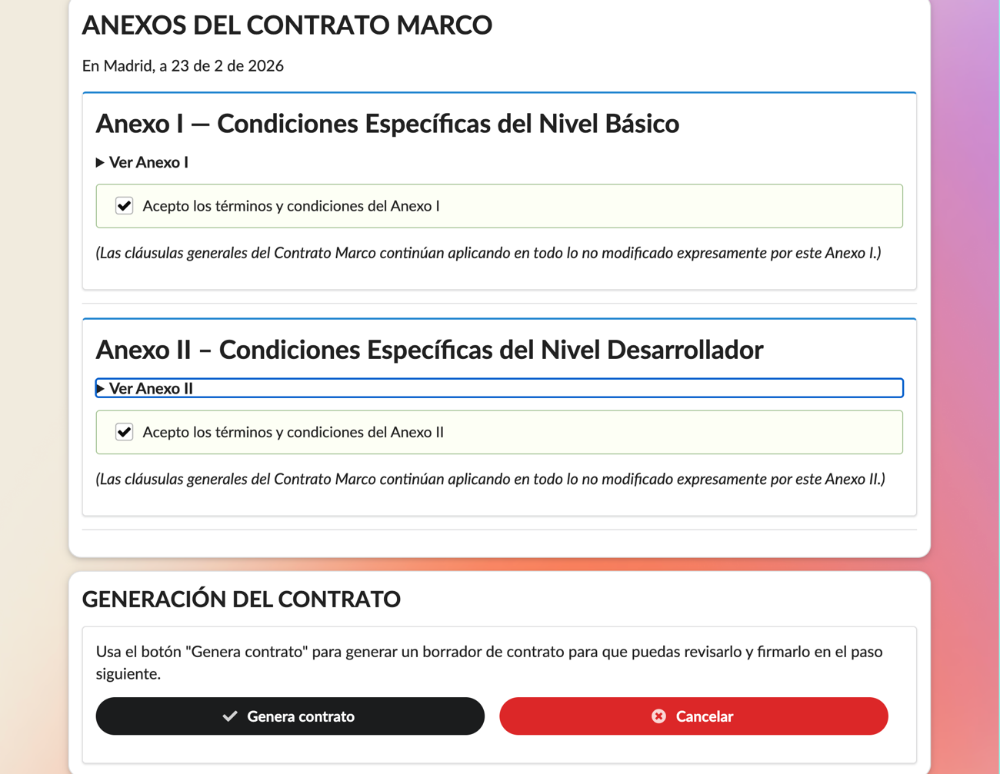 ANEXOS DEL CONTRATO MARCO
En Madrid, a 23 de 2 de 2026
Anexo I — Condiciones Específicas del Nivel Básico
Ver Anexo I
Acepto los términos y condiciones del Anexo I
(Las cláusulas generales del Contrato Marco continúan aplicando en todo lo no modificado expresamente por este Anexo I.)
Anexo II – Condiciones Específicas del Nivel Desarrollador
Ver Anexo II
Acepto los términos y condiciones del Anexo II
(Las cláusulas generales del Contrato Marco continúan aplicando en todo lo no modificado expresamente por este Anexo II.)
GENERACIÓN DEL CONTRATO
Usa el botón "Genera contrato" para generar un borrador de contrato para que puedas revisarlo y firmarlo en el paso
siguiente.
Genera contrato
Cancelar